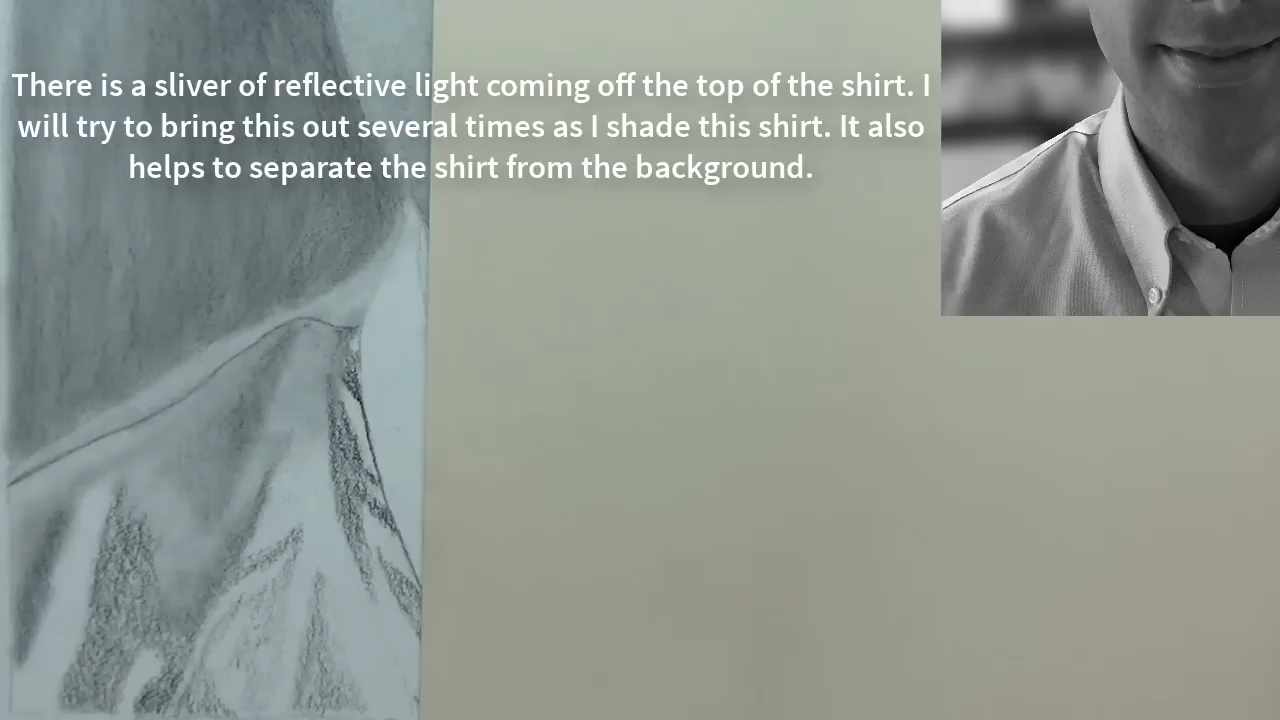 There is a sliver of reflective light coming off the top of the shirt. I
will try to bring this out several times as I shade this shirt. It also
helps to separate the shirt from the background.